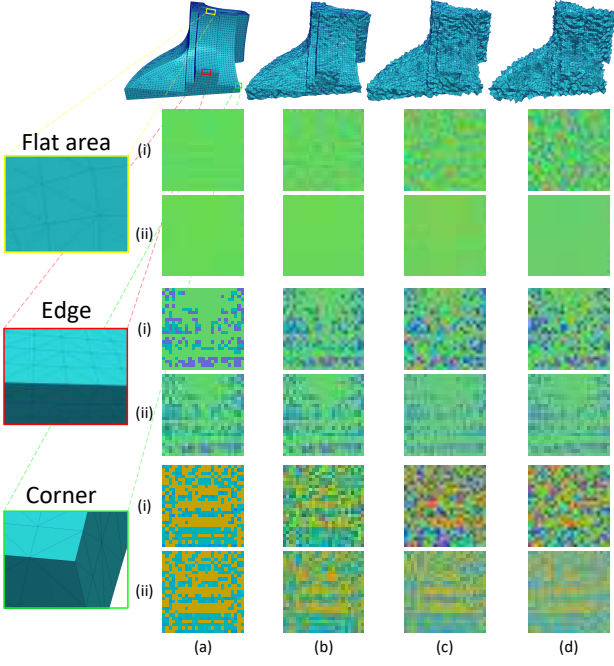 Flat area
(i)
(ii)
Edge
(i)
(ii)
Corner
(i)
(ii)
(a)
(b)
(c)
(d)